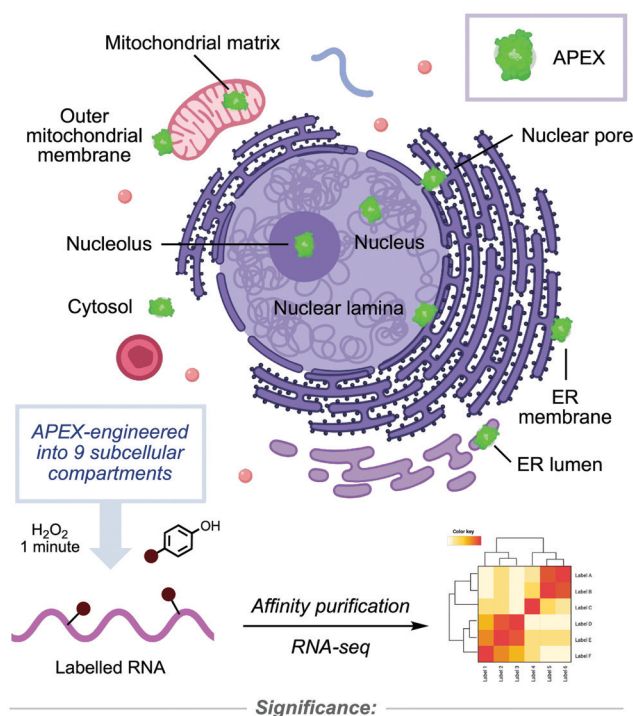 Mitochondrial matrix
APEX
Outer
mitochondrial
membrane
Nuclear pore
Nucleolus
Nucleus
Cytosol
Nuclear lamina
ER
membrane
ER lumen
APEX-engineered
into 9 subcellular
compartments
H₂O₂
1 minute
OH
Color key
Label A
Label B
Label C
Label D
Label E
Label F
Label 1
Label 2
Label 3
Label 4
Label 5
Label 6
Affinity purification
RNA-seq
Labelled RNA
Significance: